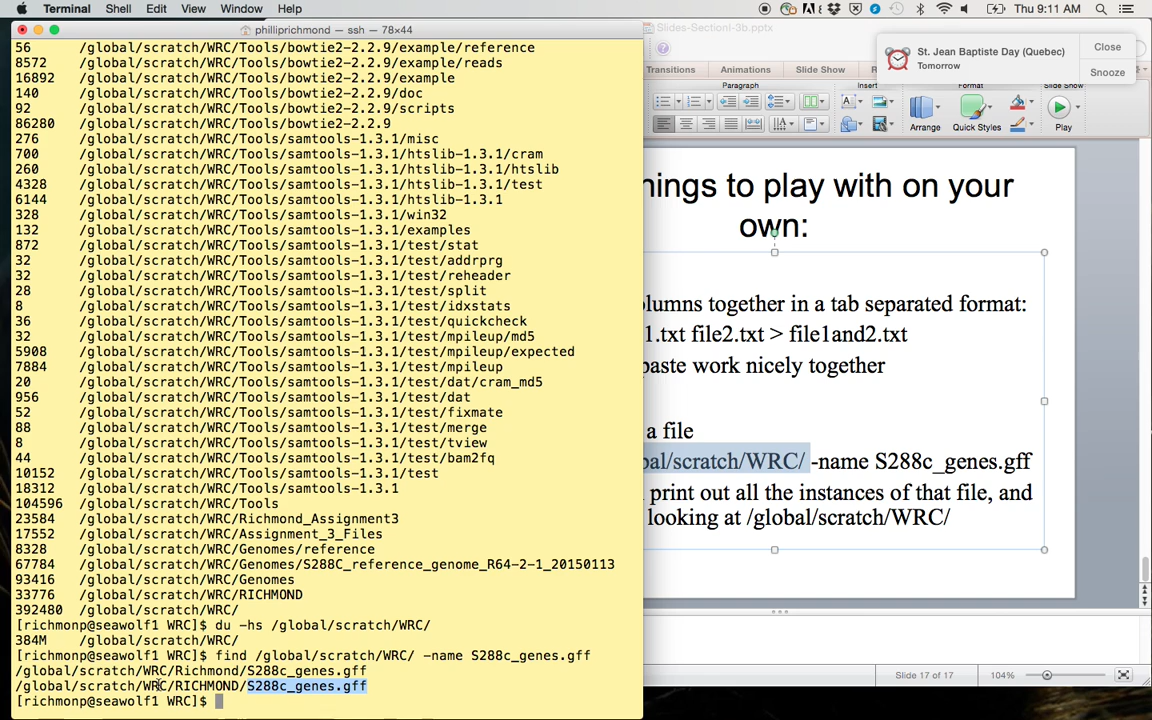 Terminal Shell Edit View Window Help Thu 9:11 AM
phillliprichmond — ssh — 78x44
56 /global/scratch/WRC/Tools/bowtie2-2.2.9/example/reference
8572 /global/scratch/WRC/Tools/bowtie2-2.2.9/example/reads
16892 /global/scratch/WRC/Tools/bowtie2-2.2.9/example
140 /global/scratch/WRC/Tools/bowtie2-2.2.9/doc
92 /global/scratch/WRC/Tools/bowtie2-2.2.9/scripts
86280 /global/scratch/WRC/Tools/bowtie2-2.2.9
276 /global/scratch/WRC/Tools/samtools-1.3.1/misc
700 /global/scratch/WRC/Tools/samtools-1.3.1/htslib-1.3.1/cram
260 /global/scratch/WRC/Tools/samtools-1.3.1/htslib-1.3.1/htslib
4328 /global/scratch/WRC/Tools/samtools-1.3.1/htslib-1.3.1/test
6144 /global/scratch/WRC/Tools/samtools-1.3.1/htslib-1.3.1
328 /global/scratch/WRC/Tools/samtools-1.3.1/win32
132 /global/scratch/WRC/Tools/samtools-1.3.1/examples
872 /global/scratch/WRC/Tools/samtools-1.3.1/test/stat
32 /global/scratch/WRC/Tools/samtools-1.3.1/test/addrprg
32 /global/scratch/WRC/Tools/samtools-1.3.1/test/reheader
28 /global/scratch/WRC/Tools/samtools-1.3.1/test/split
8 /global/scratch/WRC/Tools/samtools-1.3.1/test/idxstats
36 /global/scratch/WRC/Tools/samtools-1.3.1/test/quickcheck
32 /global/scratch/WRC/Tools/samtools-1.3.1/test/mpileup/md5
5908 /global/scratch/WRC/Tools/samtools-1.3.1/test/mpileup/expected
7884 /global/scratch/WRC/Tools/samtools-1.3.1/test/mpileup
20 /global/scratch/WRC/Tools/samtools-1.3.1/test/dat/cram_md5
956 /global/scratch/WRC/Tools/samtools-1.3.1/test/dat
52 /global/scratch/WRC/Tools/samtools-1.3.1/test/fixmate
88 /global/scratch/WRC/Tools/samtools-1.3.1/test/merge
8 /global/scratch/WRC/Tools/samtools-1.3.1/test/tview
44 /global/scratch/WRC/Tools/samtools-1.3.1/test/bam2fq
10152 /global/scratch/WRC/Tools/samtools-1.3.1/test
18312 /global/scratch/WRC/Tools/samtools-1.3.1
104596 /global/scratch/WRC/Tools
23584 /global/scratch/WRC/Richmond_Assignment3
17552 /global/scratch/WRC/Assignment_3_Files
8328 /global/scratch/WRC/Genomes/reference
67784 /global/scratch/WRC/Genomes/S288C_reference_genome_R64-2-1_20150113
93416 /global/scratch/WRC/Genomes
33776 /global/scratch/WRC/RICHMOND
392480 /global/scratch/WRC/
[richmonp@seawolf1 WRC]$ du -hs /global/scratch/WRC/
384M /global/scratch/WRC/
[richmonp@seawolf1 WRC]$ find /global/scratch/WRC/ -name S288c_genes.gff
/global/scratch/WRC/Richmond/S288c_genes.gff
/global/scratch/WRC/RICHMOND/S288c_genes.gff
[richmonp@seawolf1 WRC]$
Slides-SectionI-3b.pptx
St. Jean Baptiste Day (Quebec)
Tomorrow
Close
Snooze
Transitions Animations Slide Show
Paragraph Insert Format Slide Show
Arrange Quick Styles Play
hings to play with on your
own:
lumns together in a tab separated format:
1.txt file2.txt > file1and2.txt
paste work nicely together
a file
bal/scratch/WRC/ -name S288c_genes.gff
print out all the instances of that file, and
looking at /global/scratch/WRC/
Slide 17 of 17 104%